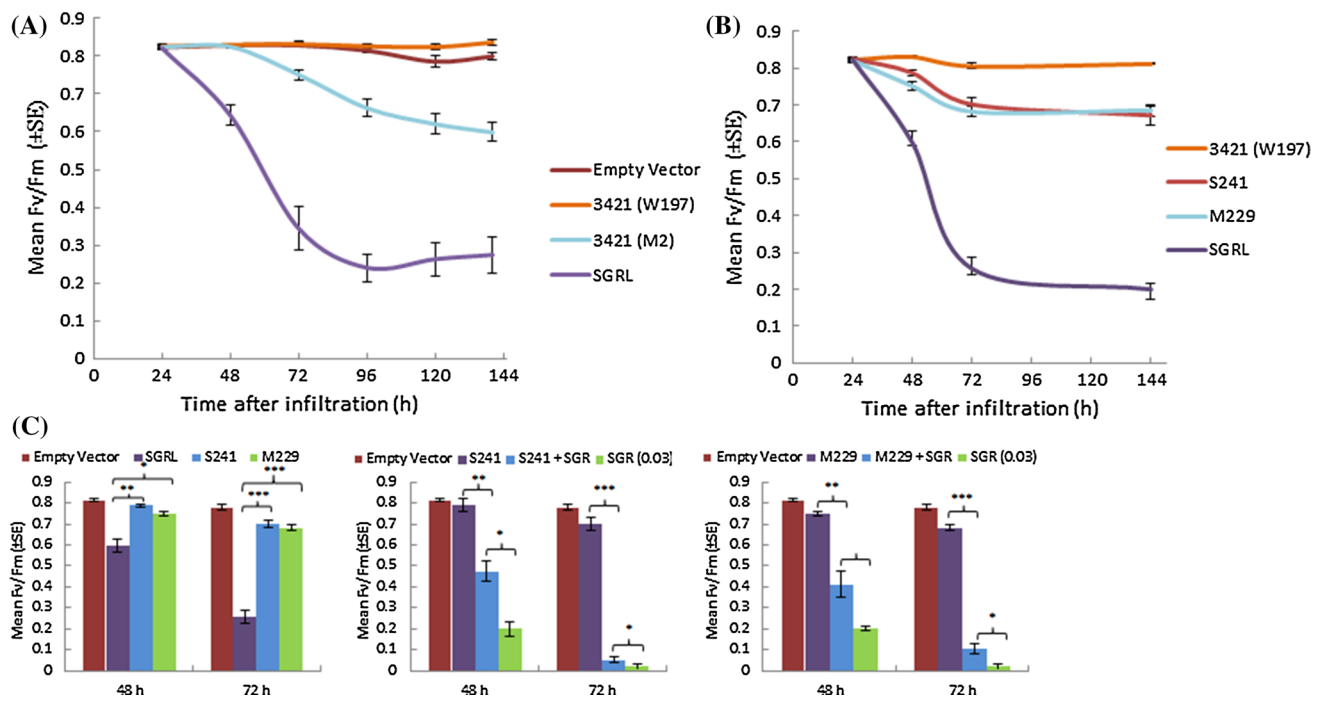 (A)
Mean Fv/Fm (±SE)
0.9
0.8
0.7
0.6
0.5
0.4
0.3
0.2
0.1
0
0 24 48 72 96 120 144
Time after infiltration (h)
Empty Vector
3421 (W197)
3421 (M2)
SGRL
(B)
Mean Fv/Fm (±SE)
0.9
0.8
0.7
0.6
0.5
0.4
0.3
0.2
0.1
0
0 24 48 72 96 120 144
Time after infiltration (h)
3421 (W197)
S241
M229
SGRL
(C)
Empty Vector SGRL S241 M229
Mean Fv/Fm (±SE)
0.9
0.8
0.7
0.6
0.5
0.4
0.3
0.2
0.1
0
*
**
***
***
48 h 72 h
Empty Vector S241 S241 + SGR SGR (0.03)
Mean Fv/Fm (±SE)
0.9
0.8
0.7
0.6
0.5
0.4
0.3
0.2
0.1
0
**
*
***
*
48 h 72 h
Empty Vector M229 M229 + SGR SGR (0.03)
Mean Fv/Fm (±SE)
0.9
0.8
0.7
0.6
0.5
0.4
0.3
0.2
0.1
0
**
***
*
48 h 72 h